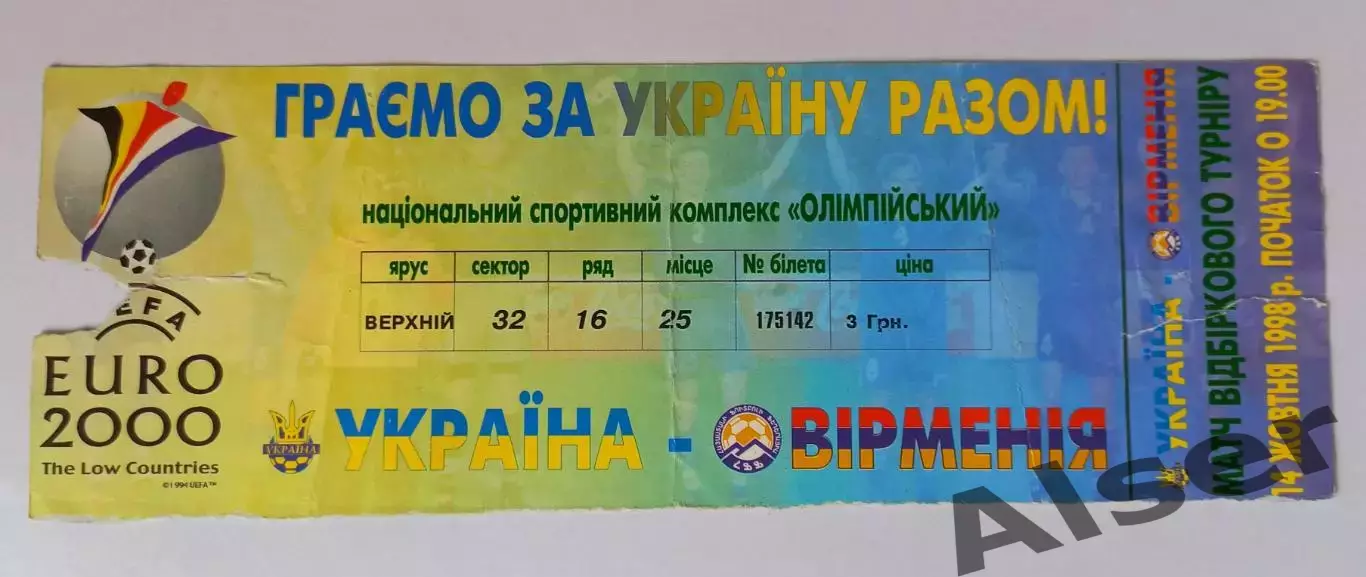 ГРАЄМО ЗА УКРАЇНУ РАЗОМ!
національний спортивний комплекс «ОЛІМПІЙСЬКИЙ»
ярус сектор ряд місце № білета ціна
ВЕРХНІЙ 32 16 25 175142 3 Грн.
EFA
EURO
2000
The Low Countries
©1994 UEFA™
УКРАЇНА
УКРАЇНА - ВІРМЕНІЯ
УКРАЇНА - ВІРМЕНІЯ
МАТЧ ВІДБІРКОВОГО ТУРНІРУ
14 ЖОВТНЯ 1998 р. ПОЧАТОК О 19.00
Alser